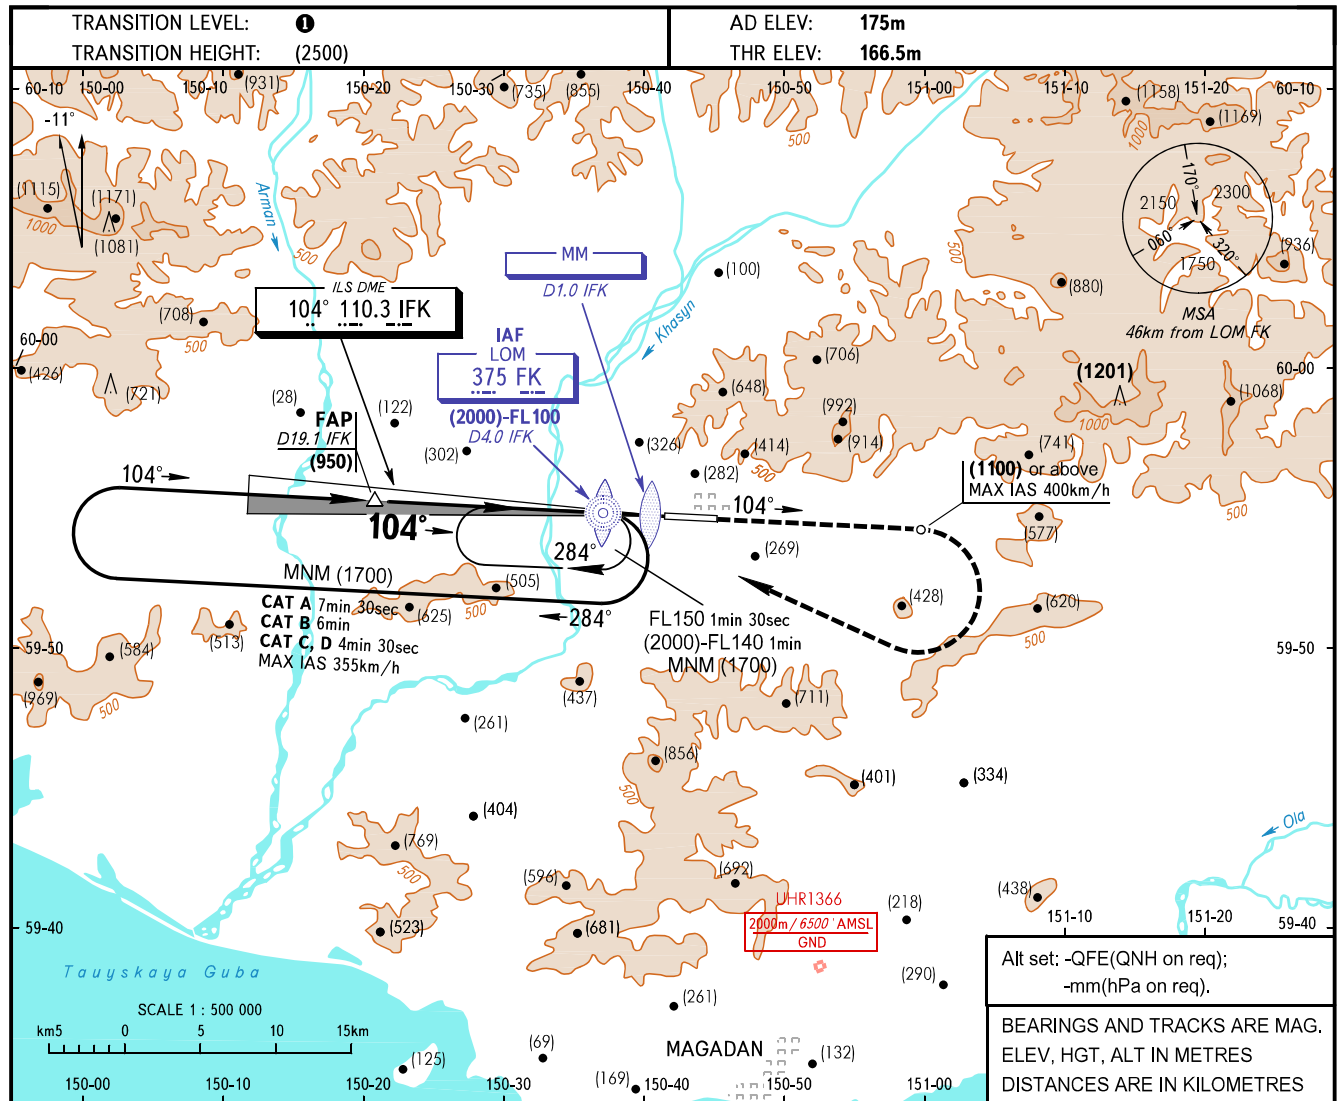 TRANSITION LEVEL: ❶
TRANSITION HEIGHT: (2500)
AD ELEV: 175m
THR ELEV: 166.5m
60-10 150-00 150-10 (931) 150-20 150-30 (735) (855) 150-40 150-50 151-00 151-10 (1158) 151-20 60-10
-11°
500
1000
(1169)
(1115)
(1171)
1000
(1081)
Arman
500
170°
2150
2300
060°
320°
1750
(936)
500
MSA
46km from LOM FK
MM
D1.0 IFK
(100)
(880)
ILS DME
104° 110.3 IFK
(708)
500
Khasyn
60-00
(426)
(721)
IAF
LOM
375 FK
(2000)-FL100
D4.0 IFK
(706)
(648)
(1201)
60-00
(1068)
1000
(28)
(122)
FAP
D19.1 IFK
(950)
(302)
(326)
(992)
(914)
(414)
500
(282)
(741)
(1100) or above
MAX IAS 400km/h
500
104°
104°
104°
(577)
284°
(269)
MNM (1700)
CAT A 7min 30sec
CAT B 6min
CAT C, D 4min 30sec
MAX IAS 355km/h
(505)
500
(625)
284°
(428)
(620)
500
FL150 1min 30sec
(2000)-FL140 1min
MNM (1700)
59-50
(513)
(584)
(969)
500
59-50
(437)
(711)
(261)
(856)
500
(401)
(334)
(404)
Ola
(769)
500
(596)
(692)
(438)
UHR1366
2000m/6500' AMSL
GND
(218)
151-10
151-20
59-40
59-40
(523)
(681)
Tauyskaya Guba
(290)
Alt set: -QFE(QNH on req);
-mm(hPa on req).
SCALE 1 : 500 000
km5 0 5 10 15km
(261)
(69)
MAGADAN
(132)
(125)
(169)
BEARINGS AND TRACKS ARE MAG.
ELEV, HGT, ALT IN METRES
DISTANCES ARE IN KILOMETRES
150-00 150-10 150-20 150-30 150-40 150-50 151-00